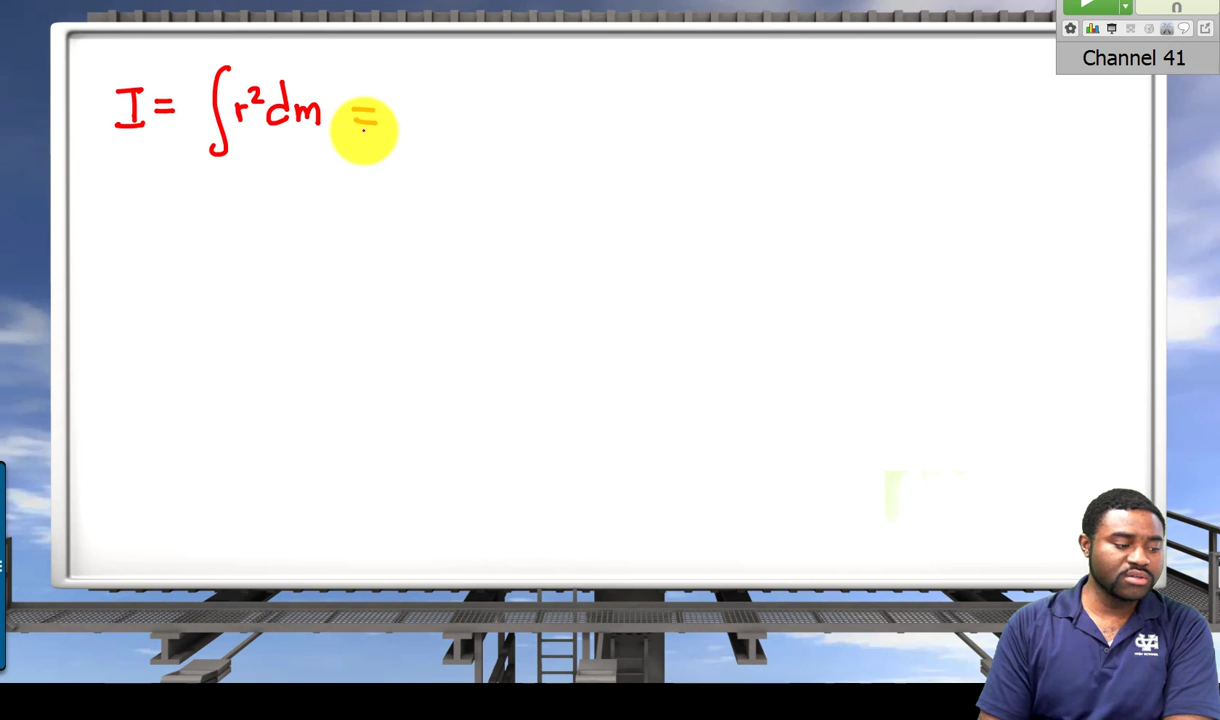 Channel 41
I = ∫r²dm =